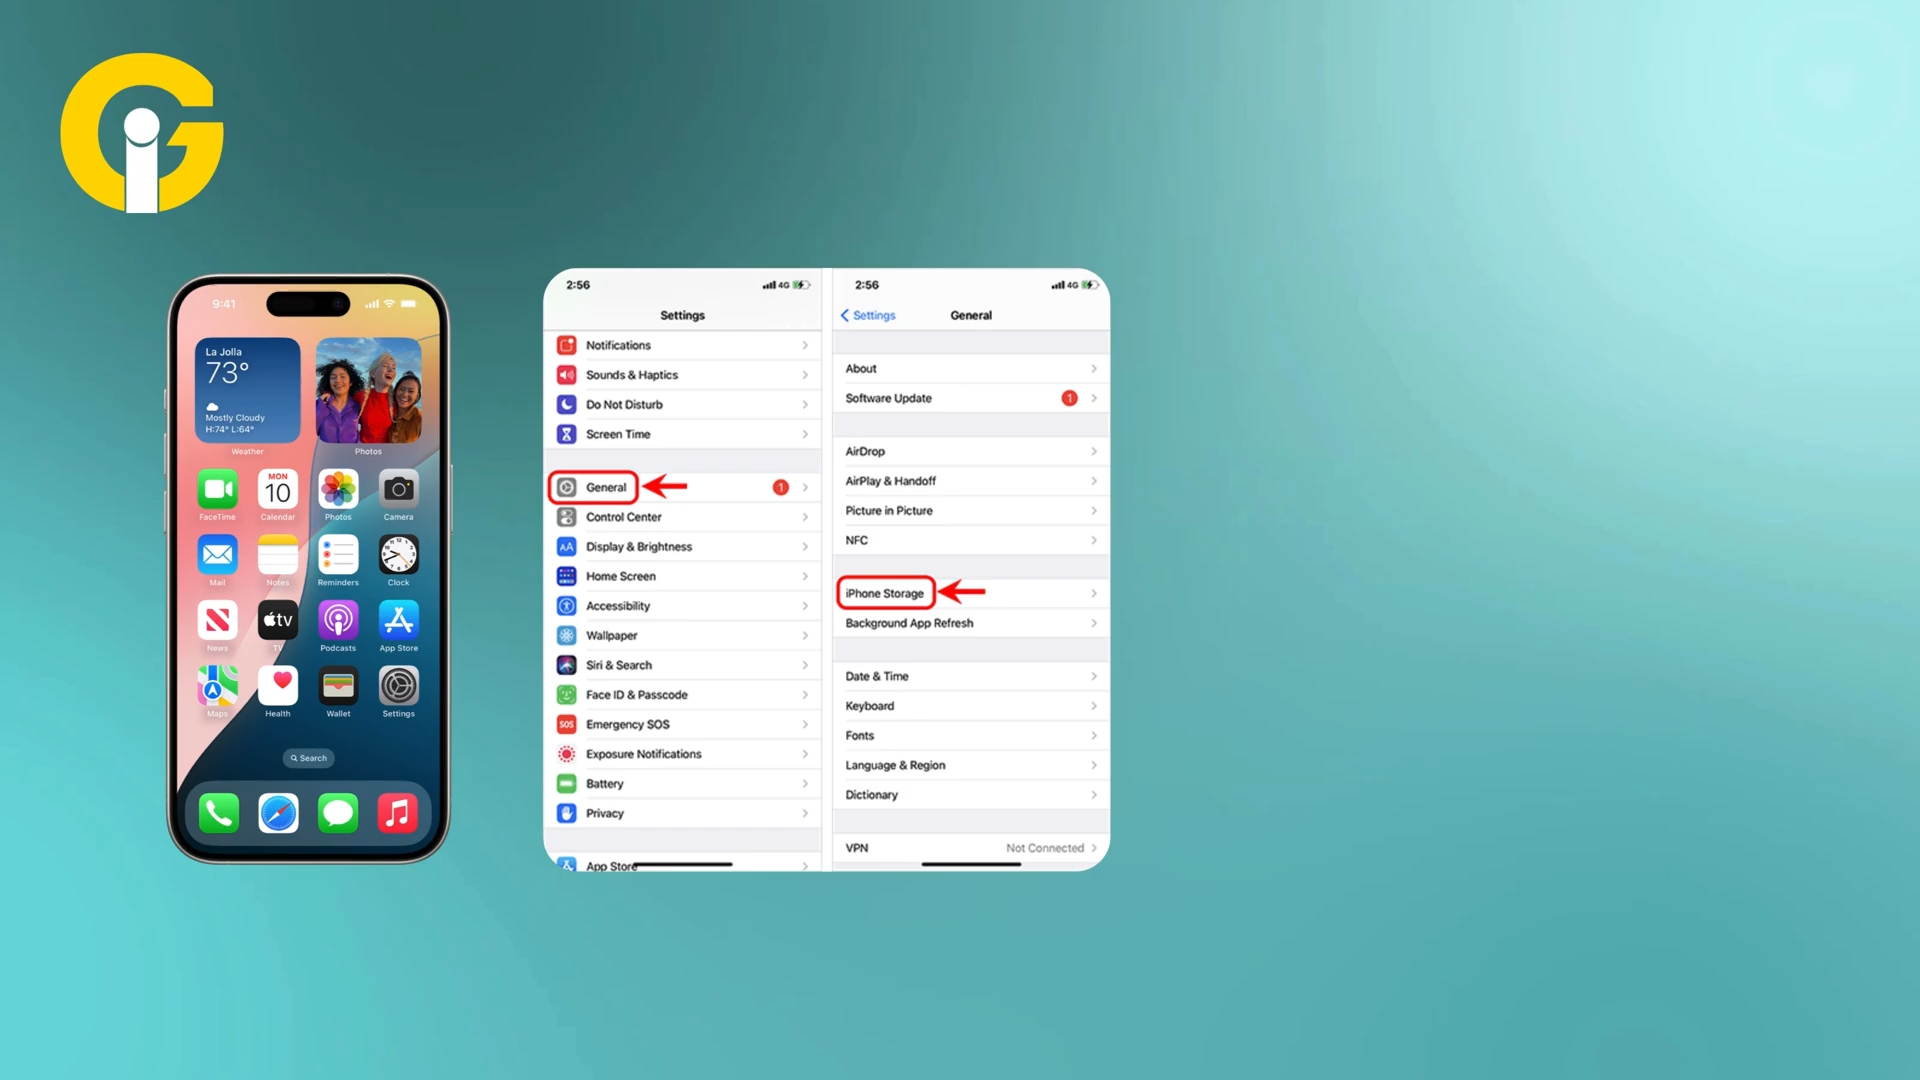 Gi
9:41
La Jolla
73°
Mostly Cloudy
H:74° L:64°
Weather
Photos
MON
10
FaceTime
Calendar
Photos
Camera
Mail
Notes
Reminders
Clock
tv
News
TV
Podcasts
App Store
Maps
Health
Wallet
Settings
Search
2:56
4G
Settings
Notifications
Sounds & Haptics
Do Not Disturb
Screen Time
General
1
Control Center
AA
Display & Brightness
Home Screen
Accessibility
Wallpaper
Siri & Search
Face ID & Passcode
SOS
Emergency SOS
Exposure Notifications
Battery
Privacy
App Store
2:56
4G
Settings
General
About
Software Update
1
AirDrop
AirPlay & Handoff
Picture in Picture
NFC
iPhone Storage
Background App Refresh
Date & Time
Keyboard
Fonts
Language & Region
Dictionary
VPN
Not Connected